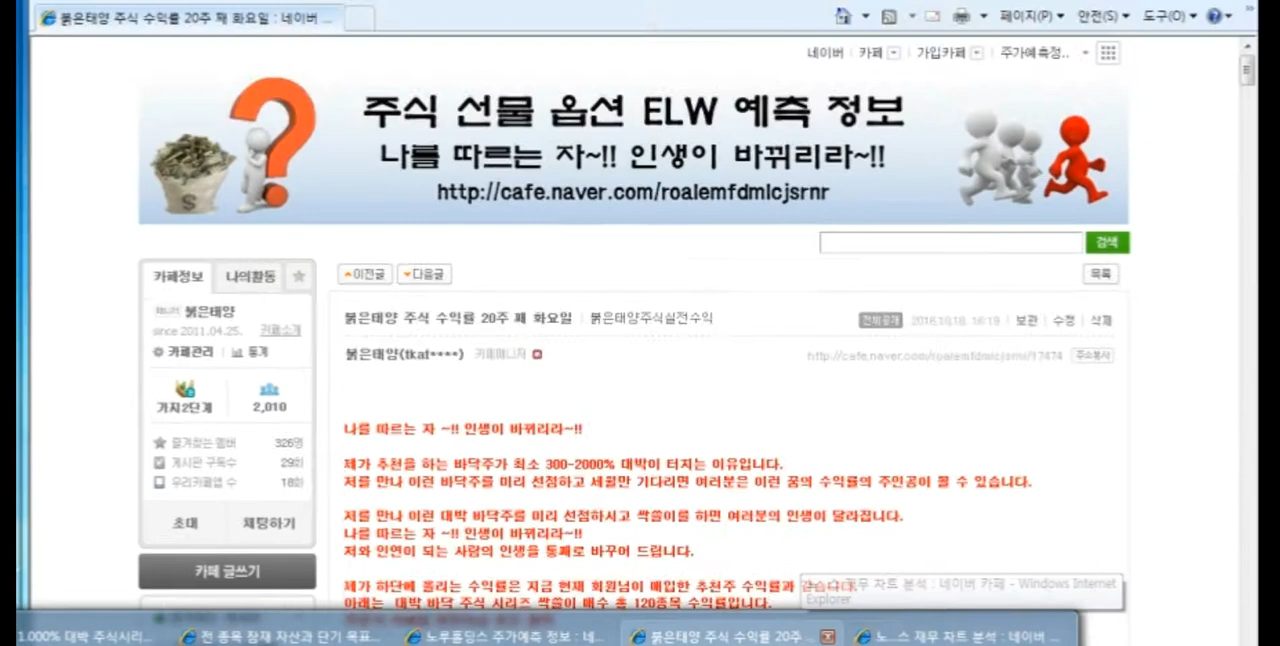 붉은태양 주식 수익률 20주 째 화요일 : 네이버 ...
페이지(P) 안전(S) 도구(O)
네이버 카페 가입카페 주가예측정..
주식 선물 옵션 ELW 예측 정보
나를 따르는 자~!! 인생이 바뀌리라~!!
http://cafe.naver.com/roalemfdmlcjsrnr
검색
카페정보 나의활동
이전글 다음글 목록
매니저 붉은태양
since 2011.04.25. 카페소개
카페관리 통계
붉은태양 주식 수익률 20주 째 화요일 | 붉은태양주식실전수익
전체공개 2016.10.18. 16:19 보관 수정 삭제
붉은태양(tkat****) 카페매니저
http://cafe.naver.com/roalemfdmlcjsrnr/17474 주소복사
가지2단계 2,010
즐겨찾는 멤버 326명
게시판 구독수 29회
우리카페앱 수 18회
초대 채팅하기
카페 글쓰기
나를 따르는 자 ~!! 인생이 바뀌리라~!!
제가 추천을 하는 바닥주가 최소 300-2000% 대박이 터지는 이유입니다.
저를 만나 이런 바닥주를 미리 선점하고 세월만 기다리면 여러분은 이런 꿈의 수익률의 주인공이 될 수 있습니다.
저를 만나 이런 대박 바닥주를 미리 선점하시고 싹쓸이를 하면 여러분의 인생이 달라집니다.
나를 따르는 자 ~!! 인생이 바뀌리라~!!
저와 인연이 되는 사람의 인생을 통째로 바꾸어 드립니다.
제가 하단에 올리는 수익률은 지금 현재 회원님이 매입한 추천주 수익률과 같습니다.
아래는 대박 바닥 주식 시리즈 싹쓸이 매수 총 120종목 수익률입니다.
노...스 재무 차트 분석 : 네이버 카페 - Windows Internet
Explorer
1.000% 대박 주식시리...
전 종목 잠재 자산과 단기 목표...
노루홀딩스 주가예측 정보 : 네...
붉은태양 주식 수익률 20주 ...
노...스 재무 차트 분석 : 네이버 ...